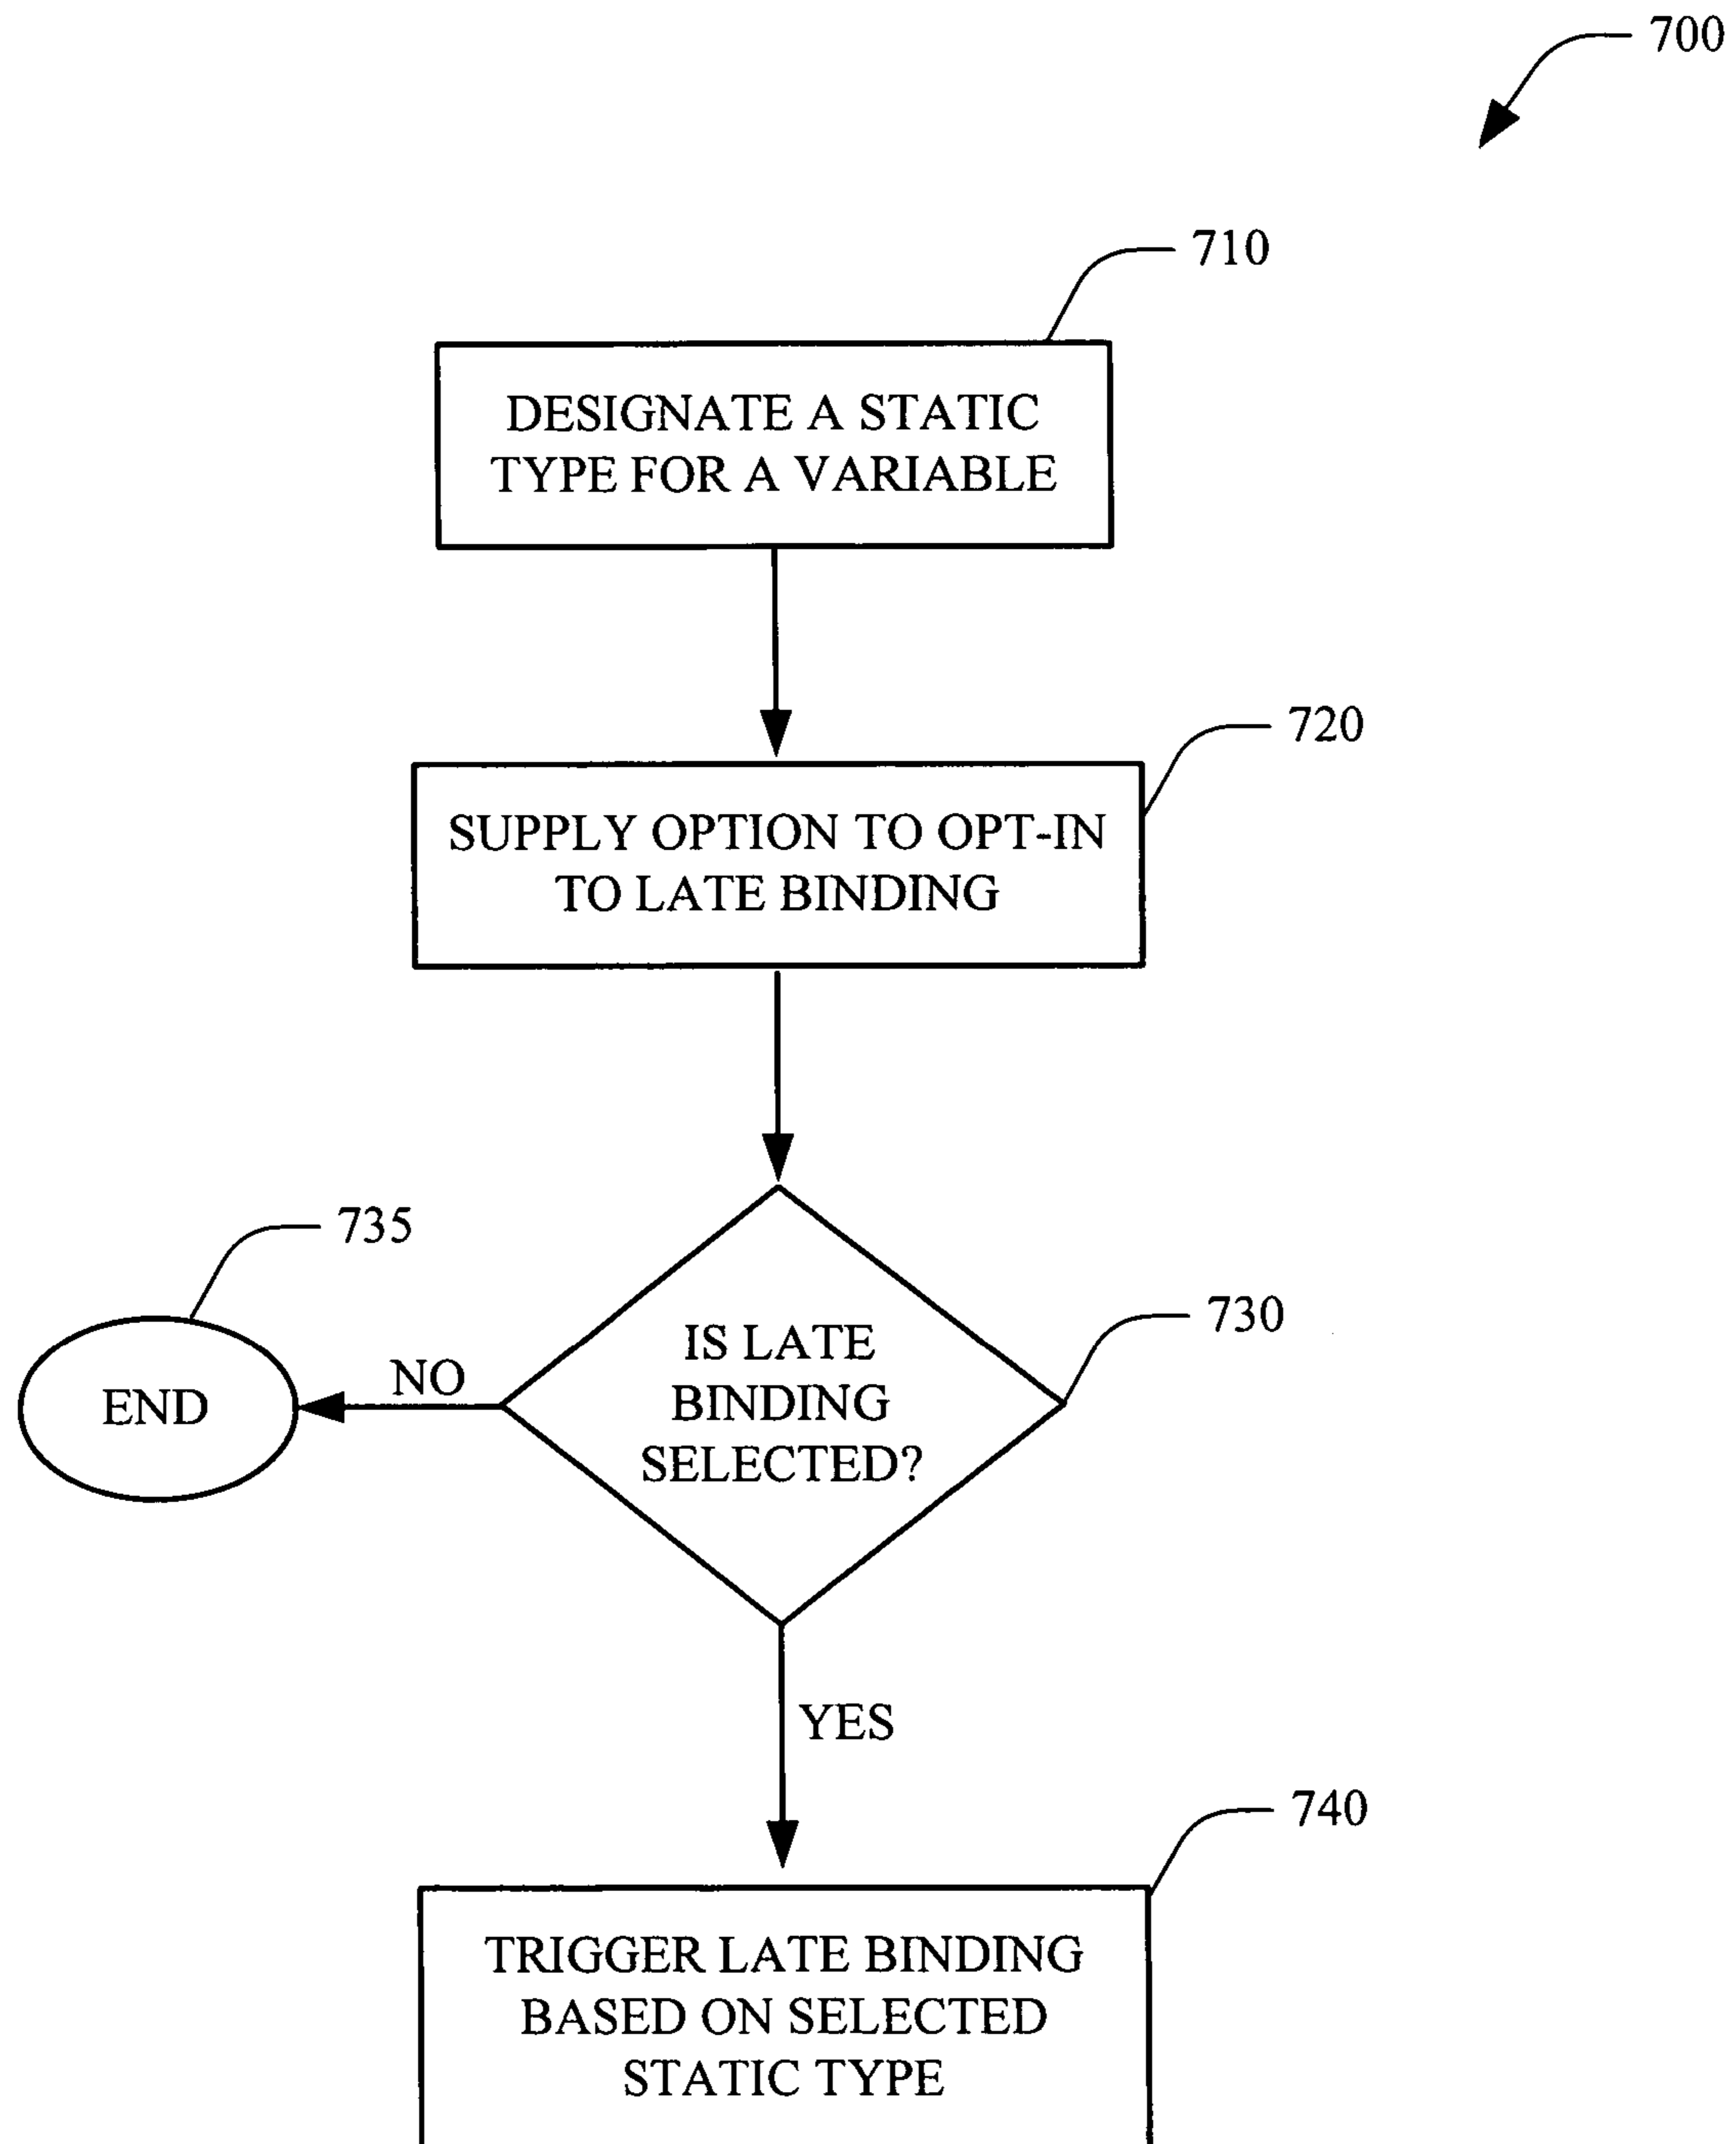 700
710
DESIGNATE A STATIC
TYPE FOR A VARIABLE
720
SUPPLY OPTION TO OPT-IN
TO LATE BINDING
735
730
IS LATE
BINDING
SELECTED?
NO
END
YES
740
TRIGGER LATE BINDING
BASED ON SELECTED
STATIC TYPE